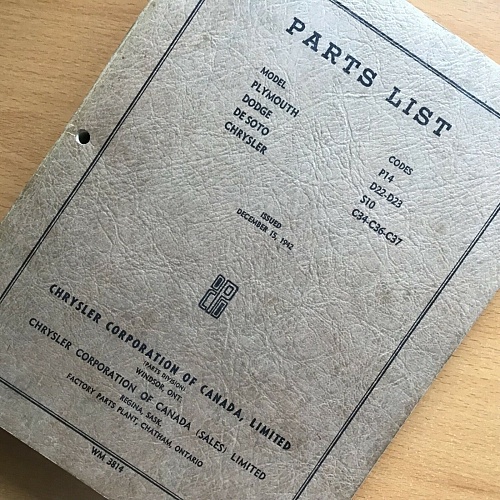 PARTS LIST
MODEL CODES
PLYMOUTH P14
DODGE D22-D23
DE SOTO S10
CHRYSLER C34-C36-C37
ISSUED
DECEMBER 15, 1942
DPCD
CHRYSLER CORPORATION OF CANADA, LIMITED
(PARTS DIVISION)
WINDSOR, ONT.
CHRYSLER CORPORATION OF CANADA (SALES) LIMITED
REGINA, SASK.
FACTORY PARTS PLANT, CHATHAM, ONTARIO
WM 3814